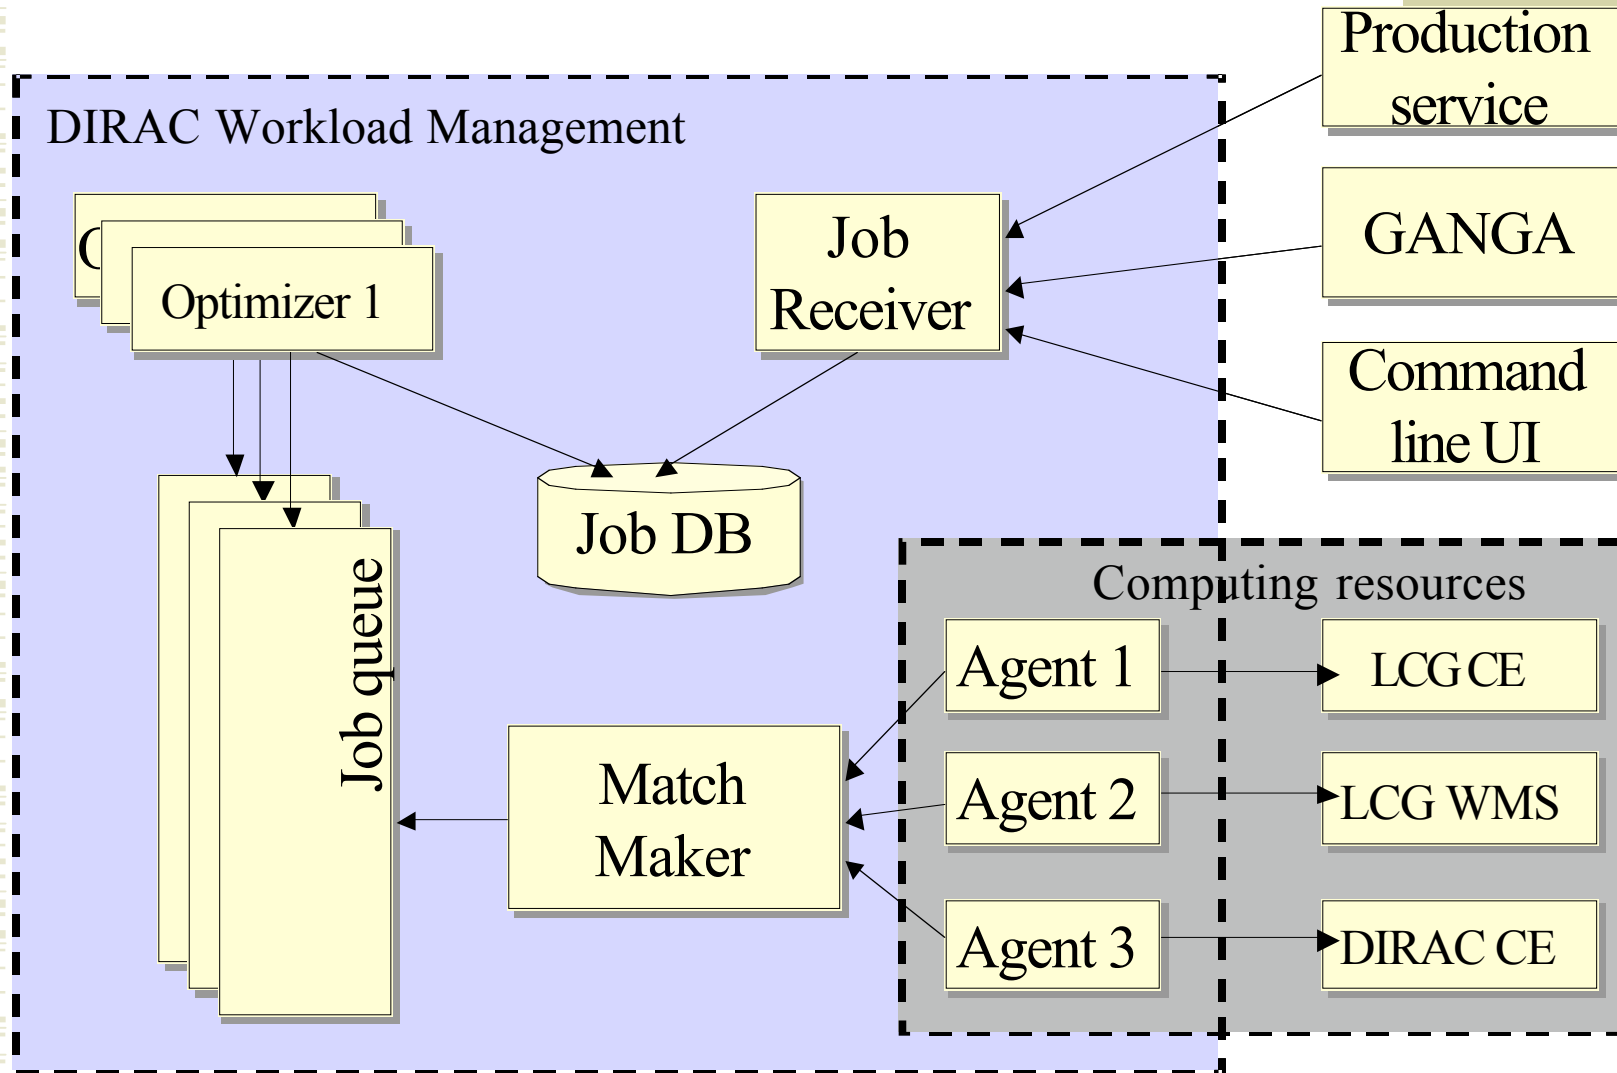 Production
service
DIRAC Workload Management
GANGA
Job
Receiver
Optimizer 1
Command
line UI
Job DB
Job queue
Computing resources
Agent 1
LCG CE
Match
Maker
Agent 2
LCG WMS
Agent 3
DIRAC CE